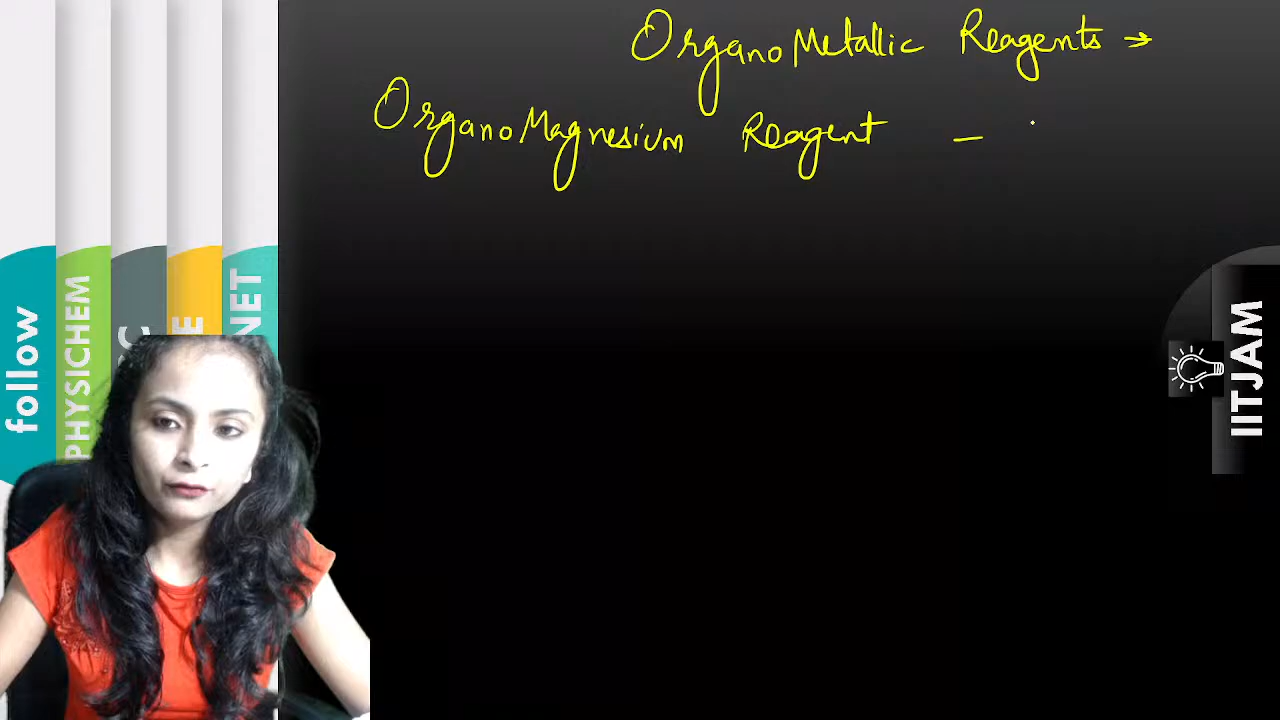 OrganoMetallic Reagents →
OrganoMagnesium Reagent –
follow
PHYSICHEM
NET
IITJAM